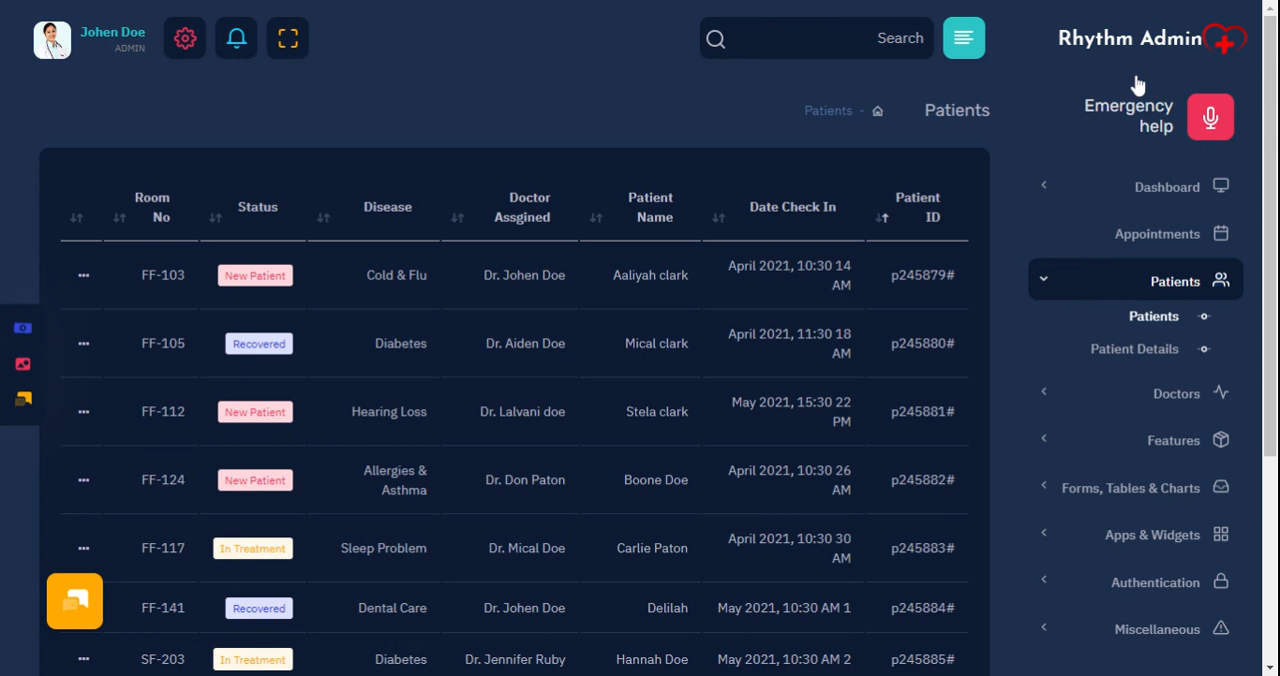 Johen Doe
ADMIN
Search
Rhythm Admin
Patients -
Patients
Emergency
help
Dashboard
Appointments
Patients
Patients
Patient Details
Doctors
Features
Forms, Tables & Charts
Apps & Widgets
Authentication
Miscellaneous
Room
No
Status
Disease
Doctor
Assgined
Patient
Name
Date Check In
Patient
ID
... FF-103 New Patient Cold & Flu Dr. Johen Doe Aaliyah clark April 2021, 10:30 14
AM p245879#
... FF-105 Recovered Diabetes Dr. Aiden Doe Mical clark April 2021, 11:30 18
AM p245880#
... FF-112 New Patient Hearing Loss Dr. Lalvani doe Stela clark May 2021, 15:30 22
PM p245881#
... FF-124 New Patient Allergies &
Asthma Dr. Don Paton Boone Doe April 2021, 10:30 26
AM p245882#
... FF-117 In Treatment Sleep Problem Dr. Mical Doe Carlie Paton April 2021, 10:30 30
AM p245883#
FF-141 Recovered Dental Care Dr. Johen Doe Delilah May 2021, 10:30 AM 1 p245884#
... SF-203 In Treatment Diabetes Dr. Jennifer Ruby Hannah Doe May 2021, 10:30 AM 2 p245885#